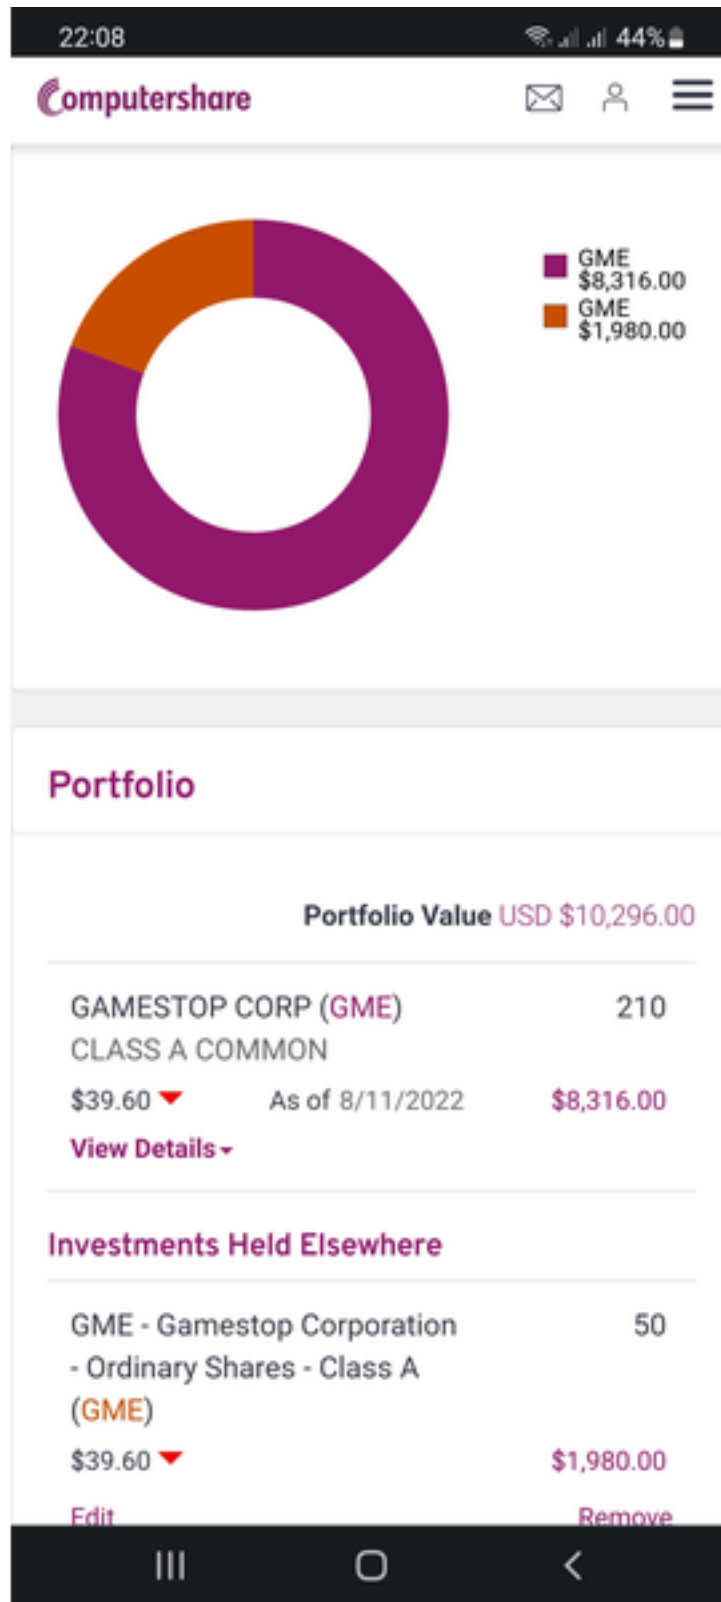 22:08 44%
Computershare
GME
$8,316.00
GME
$1,980.00
Portfolio
Portfolio Value USD $10,296.00
GAMESTOP CORP (GME) 210
CLASS A COMMON
$39.60 As of 8/11/2022 $8,316.00
View Details
Investments Held Elsewhere
GME - Gamestop Corporation 50
- Ordinary Shares - Class A
(GME)
$39.60 $1,980.00
Edit Remove